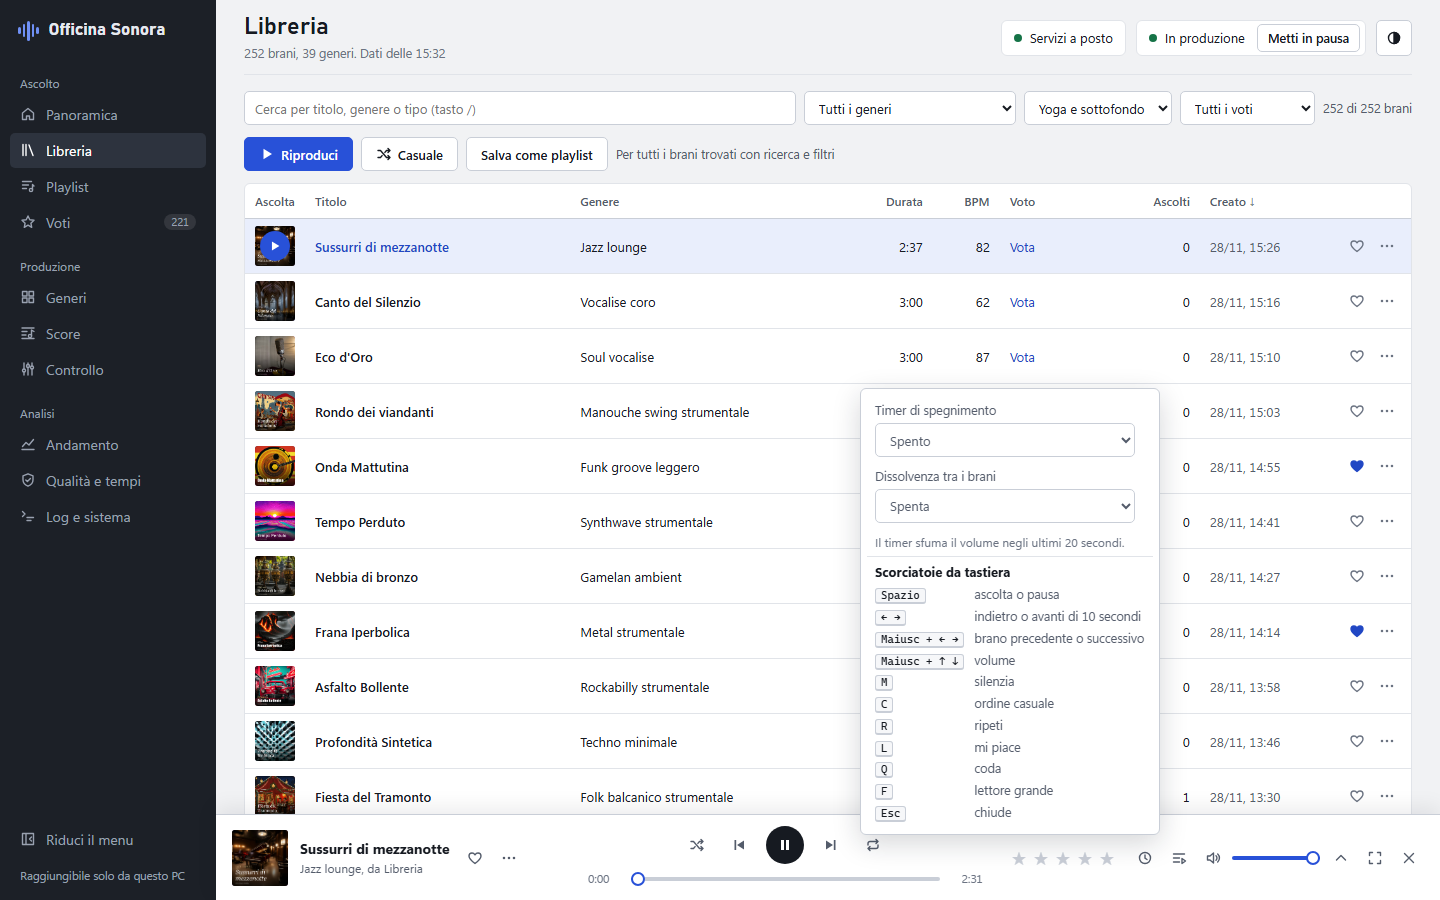 Officina Sonora
Ascolto
Panoramica
Libreria
Playlist
Voti 221
Produzione
Generi
Score
Controllo
Analisi
Andamento
Qualità e tempi
Log e sistema
Riduci il menu
Raggiungibile solo da questo PC
Libreria
252 brani, 39 generi. Dati delle 15:32
Servizi a posto
In produzione Metti in pausa
Cerca per titolo, genere o tipo (tasto /) Tutti i generi Yoga e sottofondo Tutti i voti 252 di 252 brani
Riproduci Casuale Salva come playlist Per tutti i brani trovati con ricerca e filtri
Ascolta Titolo Genere Durata BPM Voto Ascolti Creato ↓
Sussurri di mezzanotte Jazz lounge 2:37 82 Vota 0 28/11, 15:26
Canto del Silenzio Vocalise coro 3:00 62 Vota 0 28/11, 15:16
Eco d'Oro Soul vocalise 3:00 87 Vota 0 28/11, 15:10
Rondo dei viandanti Manouche swing strumentale 0 28/11, 15:03
Onda Mattutina Funk groove leggero 0 28/11, 14:55
Tempo Perduto Synthwave strumentale 0 28/11, 14:41
Nebbia di bronzo Gamelan ambient 0 28/11, 14:27
Frana Iperbolica Metal strumentale 0 28/11, 14:14
Asfalto Bollente Rockabilly strumentale 0 28/11, 13:58
Profondità Sintetica Techno minimale 0 28/11, 13:46
Fiesta del Tramonto Folk balcanico strumentale 1 28/11, 13:30
Timer di spegnimento
Spento
Dissolvenza tra i brani
Spenta
Il timer sfuma il volume negli ultimi 20 secondi.
Scorciatoie da tastiera
Spazio ascolta o pausa
← → indietro o avanti di 10 secondi
Maiusc + ← → brano precedente o successivo
Maiusc + ↑ ↓ volume
M silenzia
C ordine casuale
R ripeti
L mi piace
Q coda
F lettore grande
Esc chiude
Sussurri di mezzanotte
Jazz lounge, da Libreria
0:00 2:31